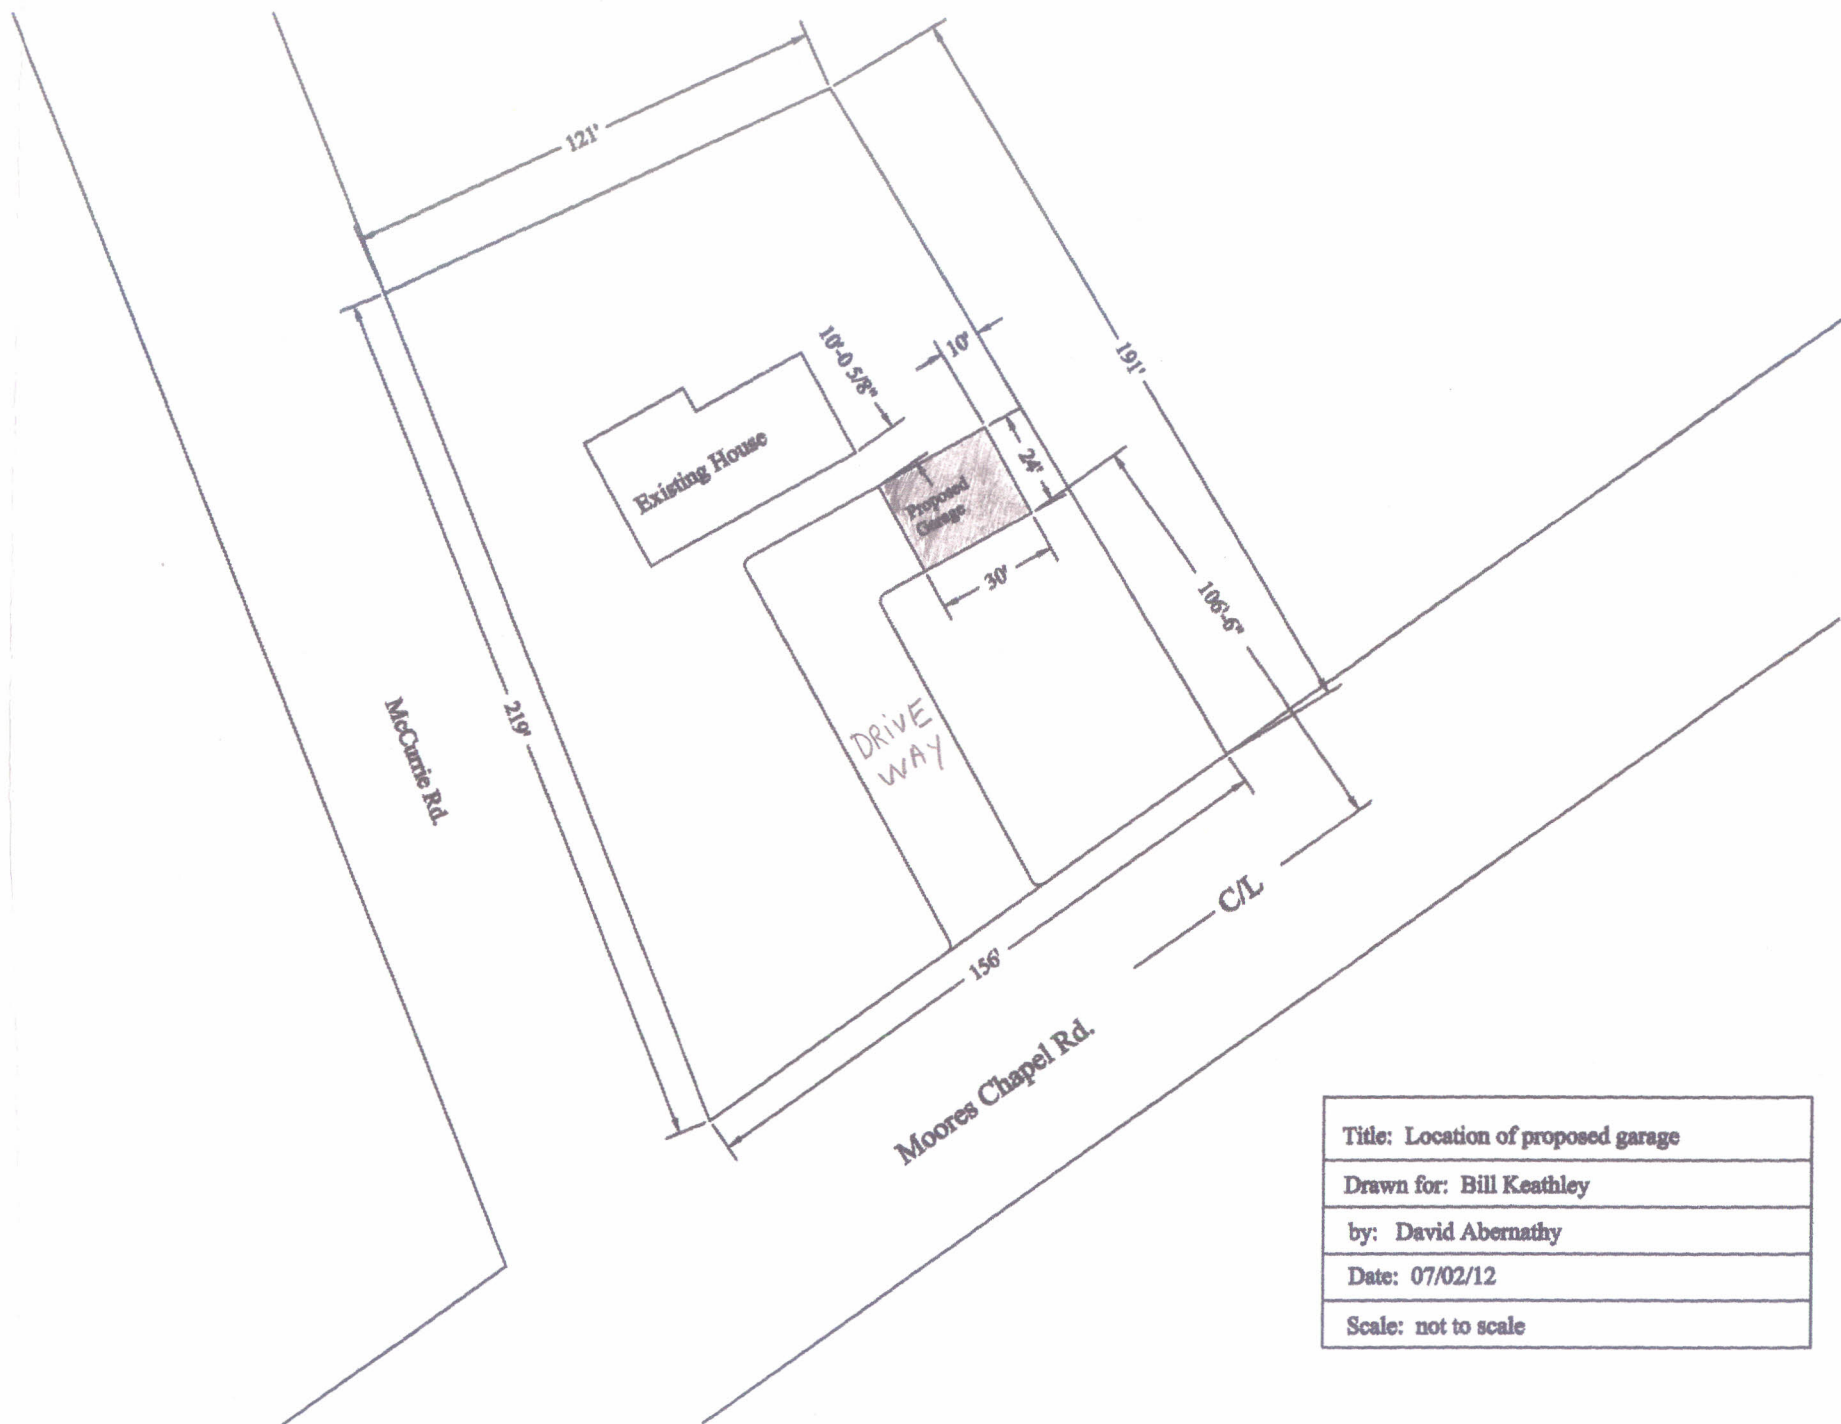 121'
10'-0 5/8"
10'
191'
Existing House
24'
Proposed
Garage
30'
106'-6"
219'
McCurrie Rd.
DRIVE
WAY
C/L
156'
Moores Chapel Rd.
Title: Location of proposed garage
Drawn for: Bill Keathley
by: David Abernathy
Date: 07/02/12
Scale: not to scale